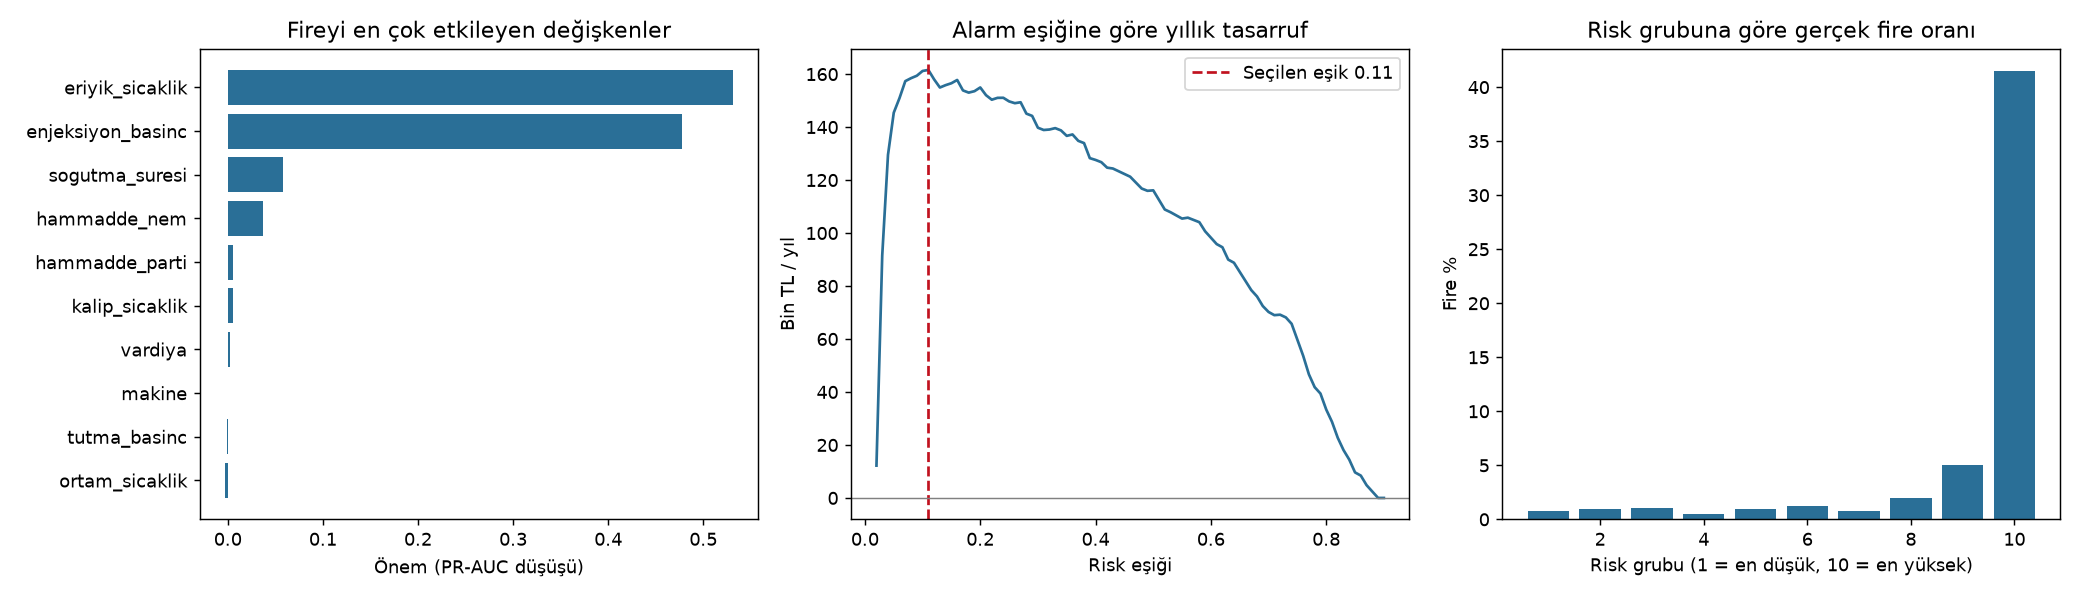 Fireyi en çok etkileyen değişkenler
eriyik_sicaklik
enjeksiyon_basinc
sogutma_suresi
hammadde_nem
hammadde_parti
kalip_sicaklik
vardiya
makine
tutma_basinc
ortam_sicaklik
0.0 0.1 0.2 0.3 0.4 0.5
Önem (PR-AUC düşüşü)
Alarm eşiğine göre yıllık tasarruf
Seçilen eşik 0.11
Bin TL / yıl
160
140
120
100
80
60
40
20
0
0.0 0.2 0.4 0.6 0.8
Risk eşiği
Risk grubuna göre gerçek fire oranı
Fire %
40
35
30
25
20
15
10
5
0
2 4 6 8 10
Risk grubu (1 = en düşük, 10 = en yüksek)